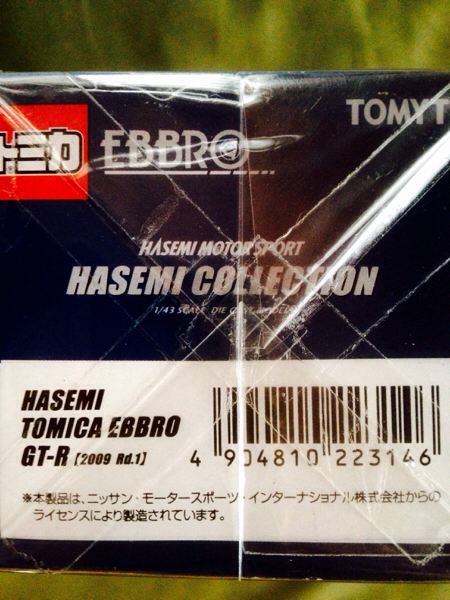 トミカ
EBBRO
TOMYT
HASEMI MOTOR SPORT
HASEMI COLLECTION
1/43 SCALE DIE CAST MODELS
HASEMI
TOMICA EBBRO
GT-R [2009 Rd.1]
4 904810 223146
※本製品は、ニッサン・モータースポーツ・インターナショナル株式会社からの
ライセンスにより製造されています。